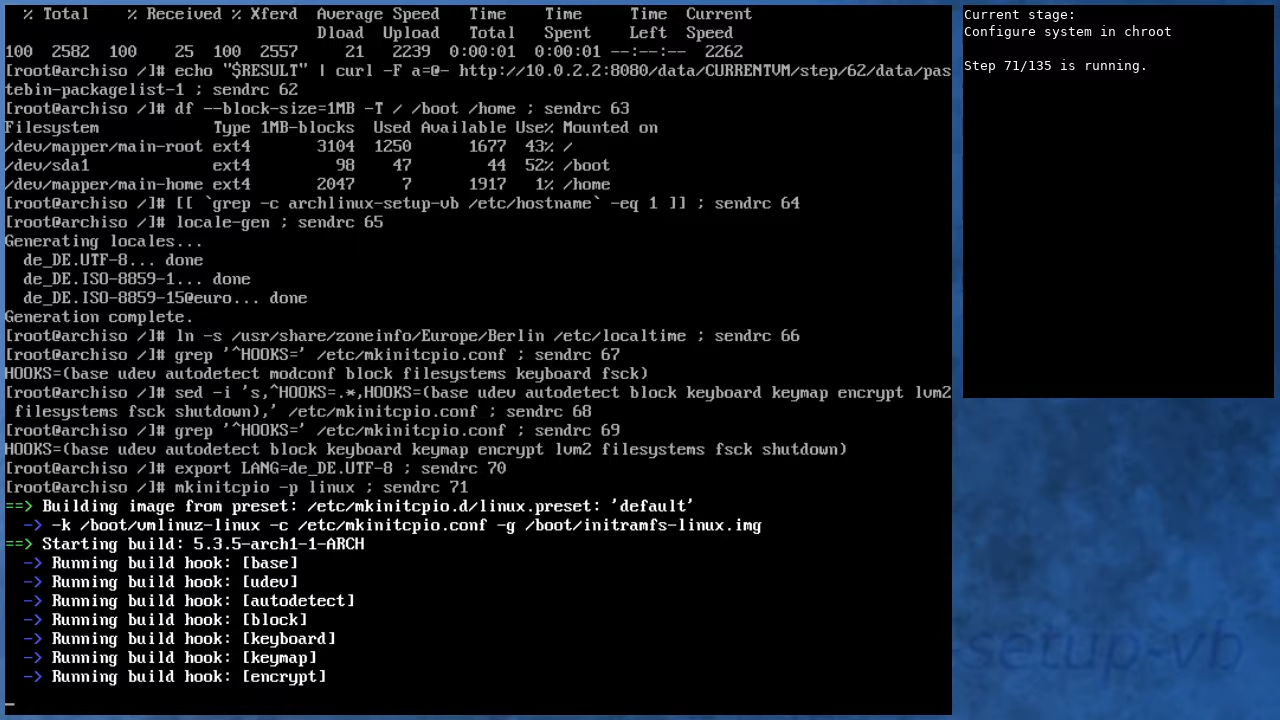 % Total    % Received % Xferd  Average Speed   Time    Time     Time  Current
                                 Dload  Upload   Total   Spent    Left  Speed
100  2582  100    25  100  2557     21   2239  0:00:01  0:00:01 --:--:--  2262
[root@archiso /]# echo "$RESULT" | curl -F a=@- http://10.0.2.2:8080/data/CURRENTVM/step/62/data/pas
tebin-packagelist-1 ; sendrc 62
[root@archiso /]# df --block-size=1MB -T / /boot /home ; sendrc 63
Filesystem            Type 1MB-blocks  Used Available Use% Mounted on
/dev/mapper/main-root ext4       3104  1250      1677  43% /
/dev/sda1             ext4         98    47        44  52% /boot
/dev/mapper/main-home ext4       2047     7      1917   1% /home
[root@archiso /]# [[ `grep -c archlinux-setup-vb /etc/hostname` -eq 1 ]] ; sendrc 64
[root@archiso /]# locale-gen ; sendrc 65
Generating locales...
  de_DE.UTF-8... done
  de_DE.ISO-8859-1... done
  de_DE.ISO-8859-15@euro... done
Generation complete.
[root@archiso /]# ln -s /usr/share/zoneinfo/Europe/Berlin /etc/localtime ; sendrc 66
[root@archiso /]# grep '^HOOKS=' /etc/mkinitcpio.conf ; sendrc 67
HOOKS=(base udev autodetect modconf block filesystems keyboard fsck)
[root@archiso /]# sed -i 's,^HOOKS=.*,HOOKS=(base udev autodetect block keyboard keymap encrypt lvm2
 filesystems fsck shutdown),' /etc/mkinitcpio.conf ; sendrc 68
[root@archiso /]# grep '^HOOKS=' /etc/mkinitcpio.conf ; sendrc 69
HOOKS=(base udev autodetect block keyboard keymap encrypt lvm2 filesystems fsck shutdown)
[root@archiso /]# export LANG=de_DE.UTF-8 ; sendrc 70
[root@archiso /]# mkinitcpio -p linux ; sendrc 71
==> Building image from preset: /etc/mkinitcpio.d/linux.preset: 'default'
  -> -k /boot/vmlinuz-linux -c /etc/mkinitcpio.conf -g /boot/initramfs-linux.img
==> Starting build: 5.3.5-arch1-1-ARCH
  -> Running build hook: [base]
  -> Running build hook: [udev]
  -> Running build hook: [autodetect]
  -> Running build hook: [block]
  -> Running build hook: [keyboard]
  -> Running build hook: [keymap]
  -> Running build hook: [encrypt]
_
Current stage:
Configure system in chroot
Step 71/135 is running.
-setup-vb